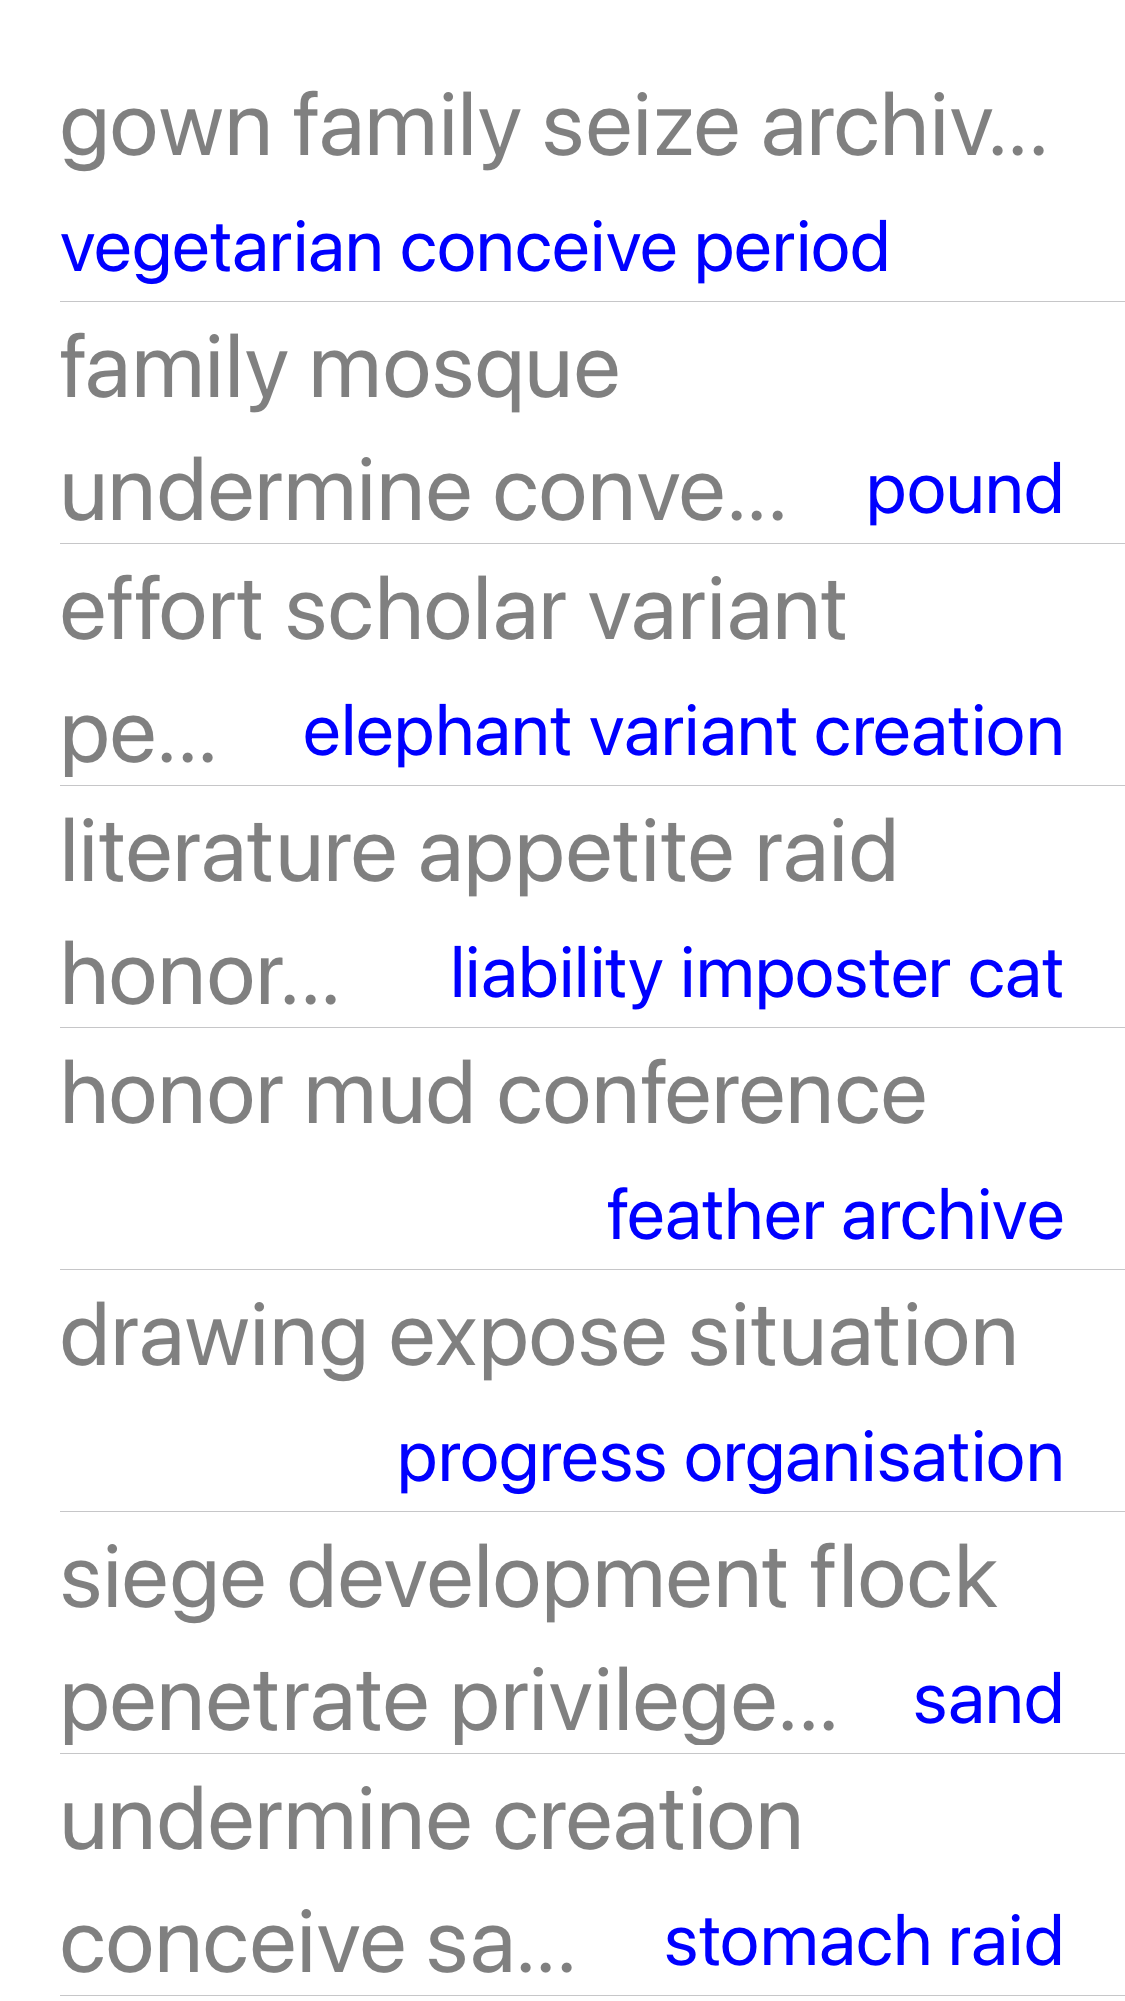 gown family seize archiv...
vegetarian conceive period
family mosque
undermine conve... pound
effort scholar variant
pe... elephant variant creation
literature appetite raid
honor... liability imposter cat
honor mud conference
feather archive
drawing expose situation
progress organisation
siege development flock
penetrate privilege... sand
undermine creation
conceive sa... stomach raid